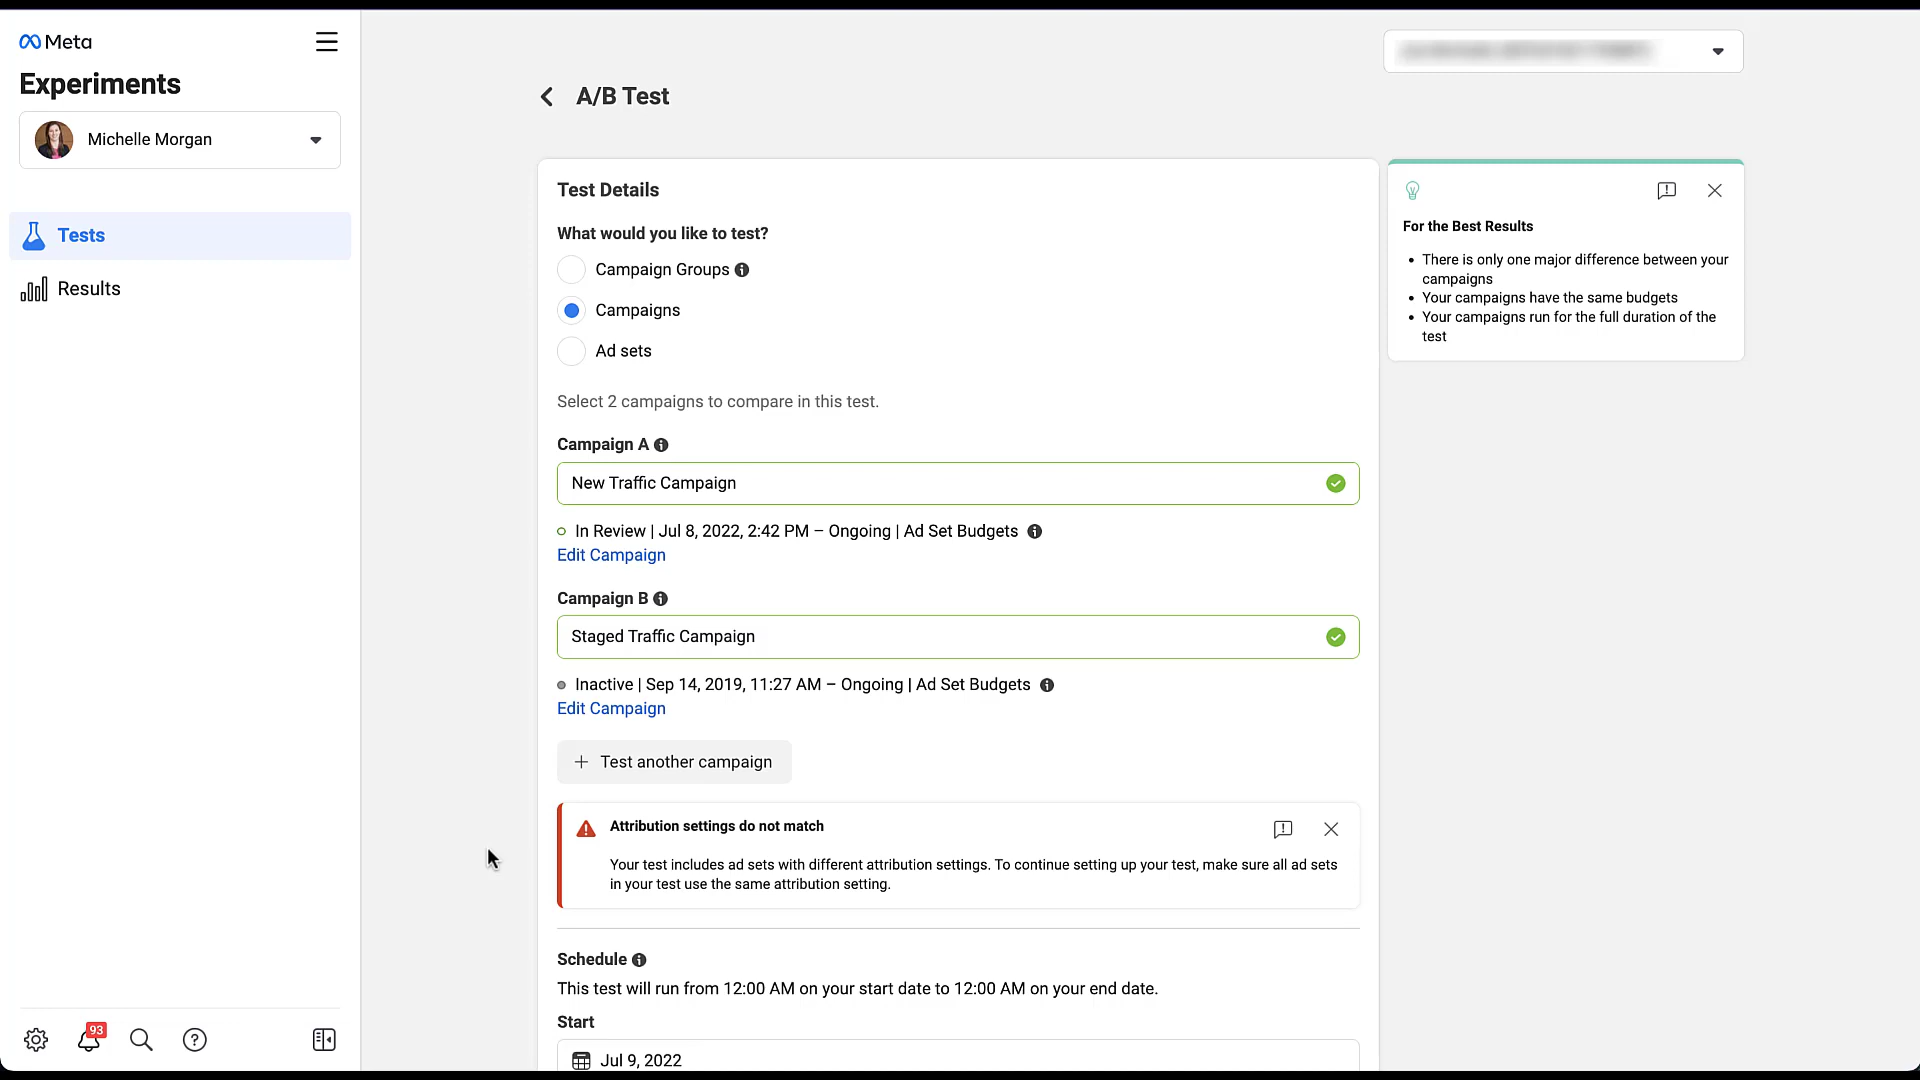 Meta
Experiments
Michelle Morgan
Tests
Results
93
A/B Test
Test Details
What would you like to test?
Campaign Groups
Campaigns
Ad sets
Select 2 campaigns to compare in this test.
Campaign A
New Traffic Campaign
In Review | Jul 8, 2022, 2:42 PM – Ongoing | Ad Set Budgets
Edit Campaign
Campaign B
Staged Traffic Campaign
Inactive | Sep 14, 2019, 11:27 AM – Ongoing | Ad Set Budgets
Edit Campaign
+ Test another campaign
Attribution settings do not match
Your test includes ad sets with different attribution settings. To continue setting up your test, make sure all ad sets
in your test use the same attribution setting.
Schedule
This test will run from 12:00 AM on your start date to 12:00 AM on your end date.
Start
Jul 9, 2022
For the Best Results
• There is only one major difference between your
campaigns
• Your campaigns have the same budgets
• Your campaigns run for the full duration of the
test